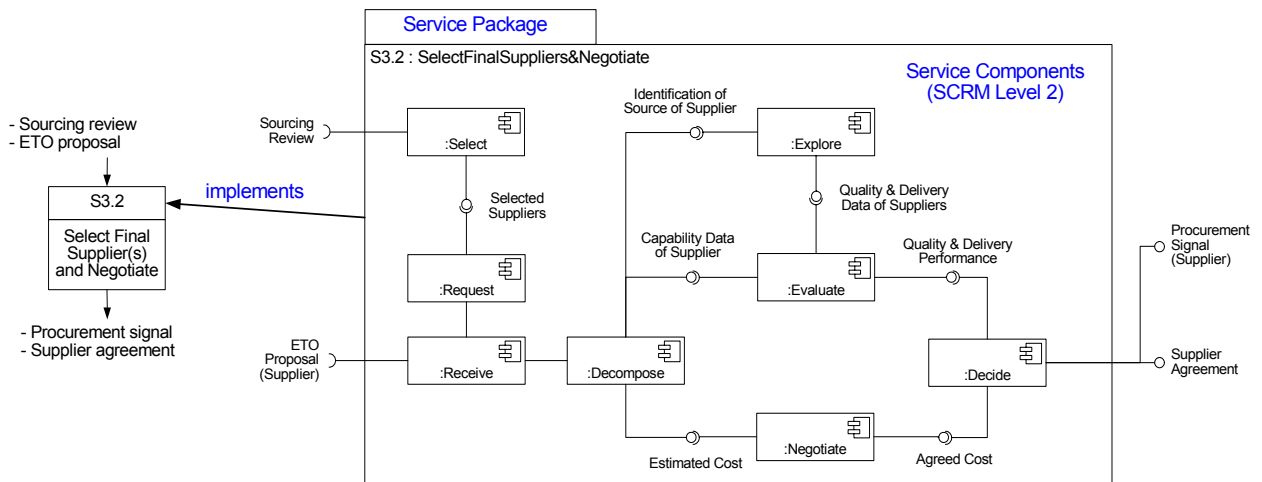 Service Package
S3.2 : SelectFinalSuppliers&Negotiate
Service Components
(SCRM Level 2)
- Sourcing review
- ETO proposal
S3.2
Select Final
Supplier(s)
and Negotiate
- Procurement signal
- Supplier agreement
implements
Sourcing
Review
:Select
Selected
Suppliers
:Request
ETO
Proposal
(Supplier)
:Receive
:Decompose
Identification of
Source of Supplier
:Explore
Quality & Delivery
Data of Suppliers
Capability Data
of Supplier
:Evaluate
Quality & Delivery
Performance
Estimated Cost
:Negotiate
Agreed Cost
:Decide
Procurement
Signal
(Supplier)
Supplier
Agreement